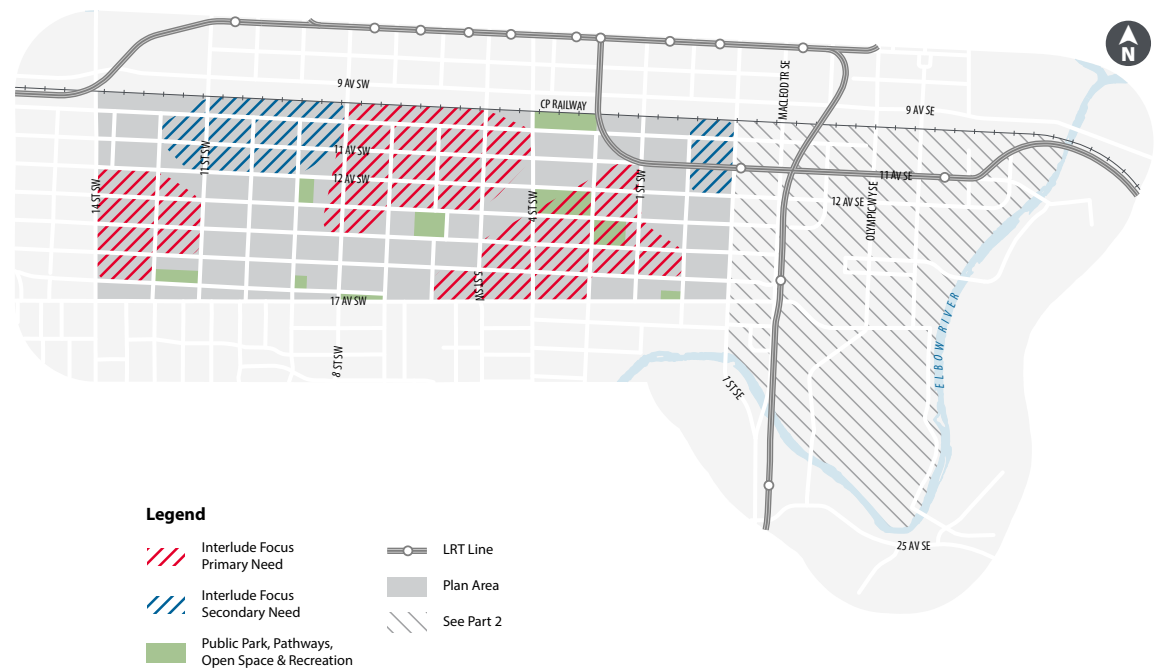 N
9 AV SW
CP RAILWAY
MACLEOD TR SE
9 AV SE
11 ST SW
11 AV SW
12 AV SW
14 ST SW
4 ST SW
1 ST SW
11 AV SE
12 AV SE
OLYMPIC WY SE
5 ST SW
17 AV SW
8 ST SW
7 ST SE
ELBOW RIVER
25 AV SE
Legend
Interlude Focus
Primary Need
Interlude Focus
Secondary Need
Public Park, Pathways,
Open Space & Recreation
LRT Line
Plan Area
See Part 2